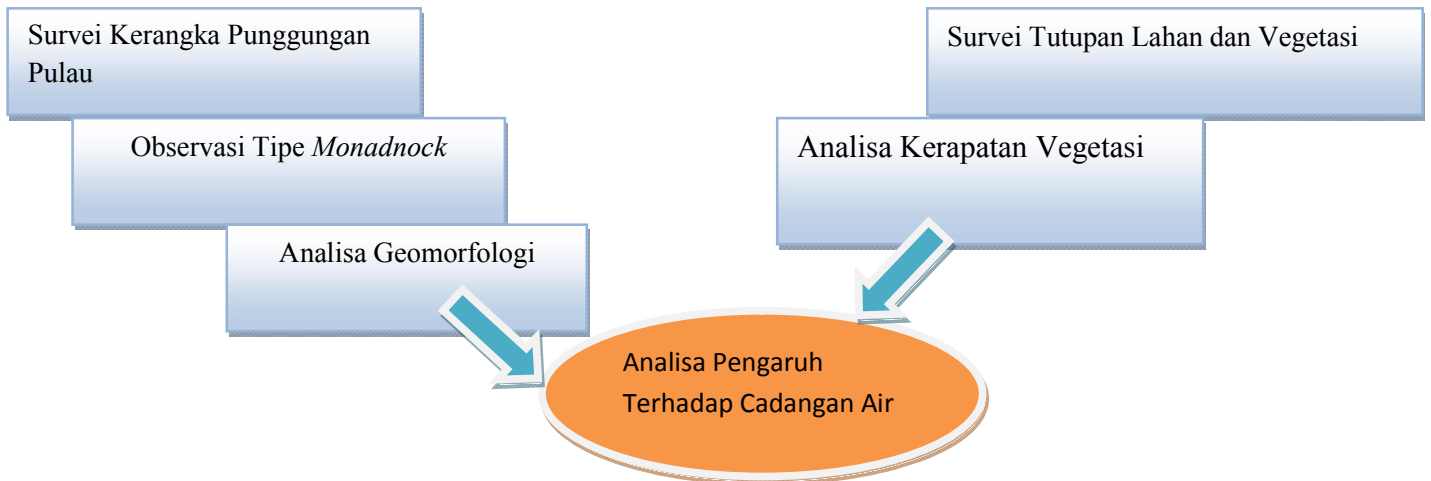 Survei Kerangka Punggungan
Pulau
Observasi Tipe Monadnock
Analisa Geomorfologi
Survei Tutupan Lahan dan Vegetasi
Analisa Kerapatan Vegetasi
Analisa Pengaruh
Terhadap Cadangan Air